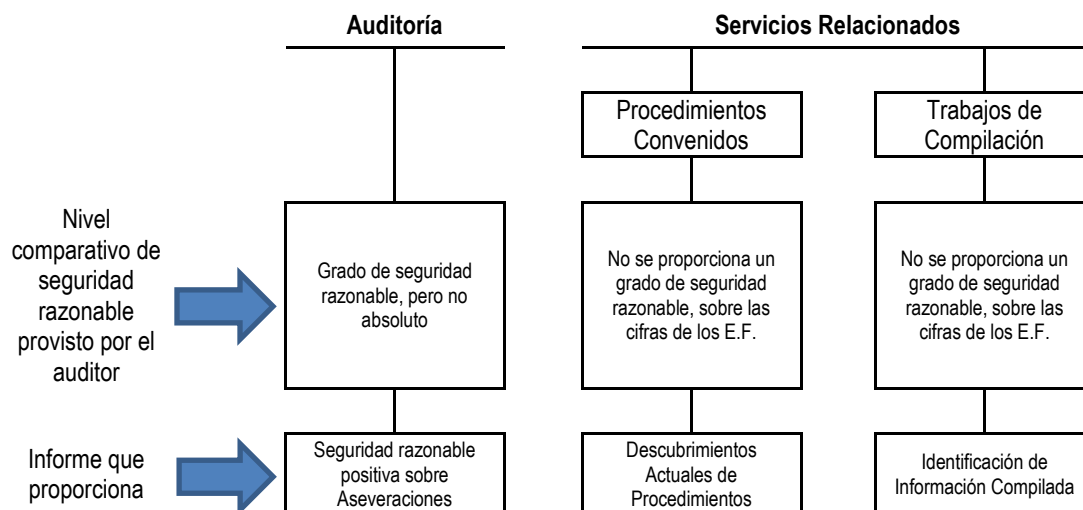 Auditoría
Servicios Relacionados
Procedimientos
Convenidos
Trabajos de
Compilación
Nivel
comparativo de
seguridad
razonable
provisto por el
auditor
Grado de seguridad
razonable, pero no
absoluto
No se proporciona un
grado de seguridad
razonable, sobre las
cifras de los E.F.
No se proporciona un
grado de seguridad
razonable, sobre las
cifras de los E.F.
Informe que
proporciona
Seguridad razonable
positiva sobre
Aseveraciones
Descubrimientos
Actuales de
Procedimientos
Identificación de
Información Compilada